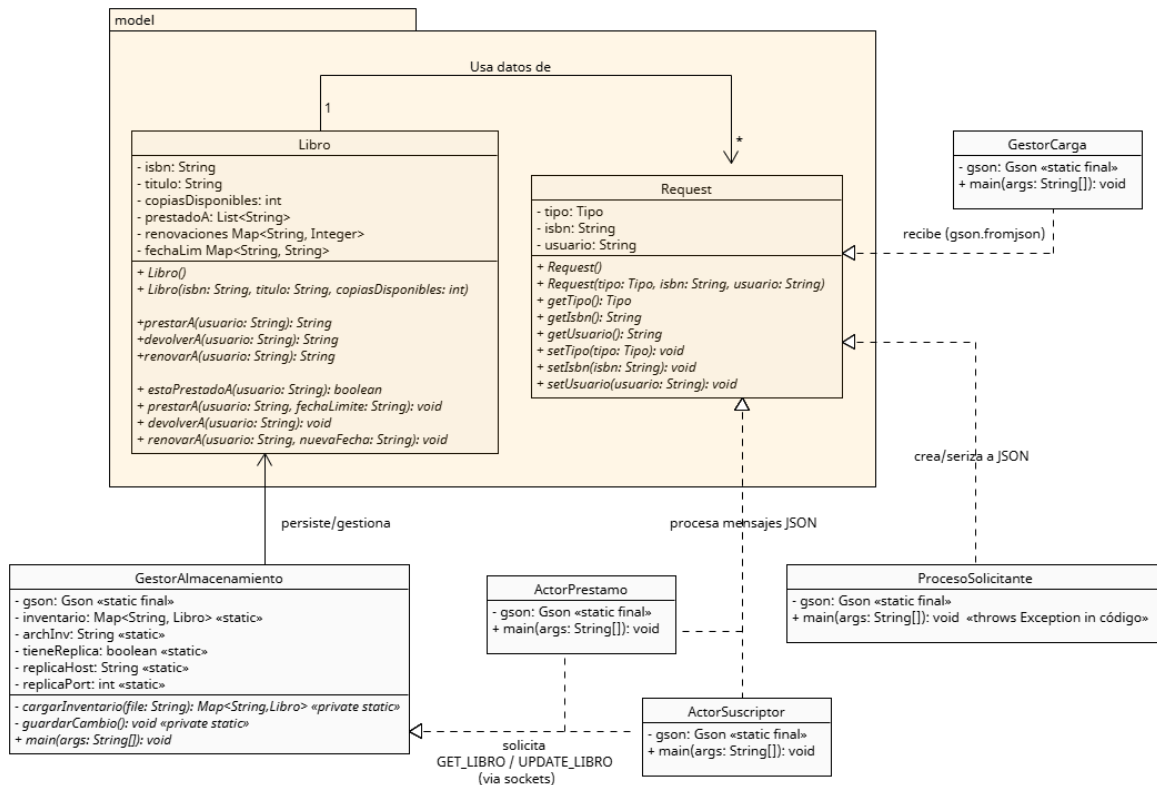 model
Usa datos de
1
*
Libro
- isbn: String
- titulo: String
- copiasDisponibles: int
- prestadoA: List<String>
- renovaciones Map<String, Integer>
- fechaLim Map<String, String>
+ Libro()
+ Libro(isbn: String, titulo: String, copiasDisponibles: int)
+prestarA(usuario: String): String
+devolverA(usuario: String): String
+renovarA(usuario: String): String
+ estaPrestadoA(usuario: String): boolean
+ prestarA(usuario: String, fechaLimite: String): void
+ devolverA(usuario: String): void
+ renovarA(usuario: String, nuevaFecha: String): void
Request
- tipo: Tipo
- isbn: String
- usuario: String
+ Request()
+ Request(tipo: Tipo, isbn: String, usuario: String)
+ getTipo(): Tipo
+ getIsbn(): String
+ getUsuario(): String
+ setTipo(tipo: Tipo): void
+ setIsbn(isbn: String): void
+ setUsuario(usuario: String): void
GestorCarga
- gson: Gson «static final»
+ main(args: String[]): void
recibe (gson.fromjson)
crea/seriza a JSON
persiste/gestiona
procesa mensajes JSON
GestorAlmacenamiento
- gson: Gson «static final»
- inventario: Map<String, Libro> «static»
- archInv: String «static»
- tieneReplica: boolean «static»
- replicaHost: String «static»
- replicaPort: int «static»
- cargarInventario(file: String): Map<String,Libro> «private static»
- guardarCambio(): void «private static»
+ main(args: String[]): void
ActorPrestamo
- gson: Gson «static final»
+ main(args: String[]): void
ProcesoSolicitante
- gson: Gson «static final»
+ main(args: String[]): void «throws Exception in código»
ActorSuscriptor
- gson: Gson «static final»
+ main(args: String[]): void
solicita
GET_LIBRO / UPDATE_LIBRO
(via sockets)